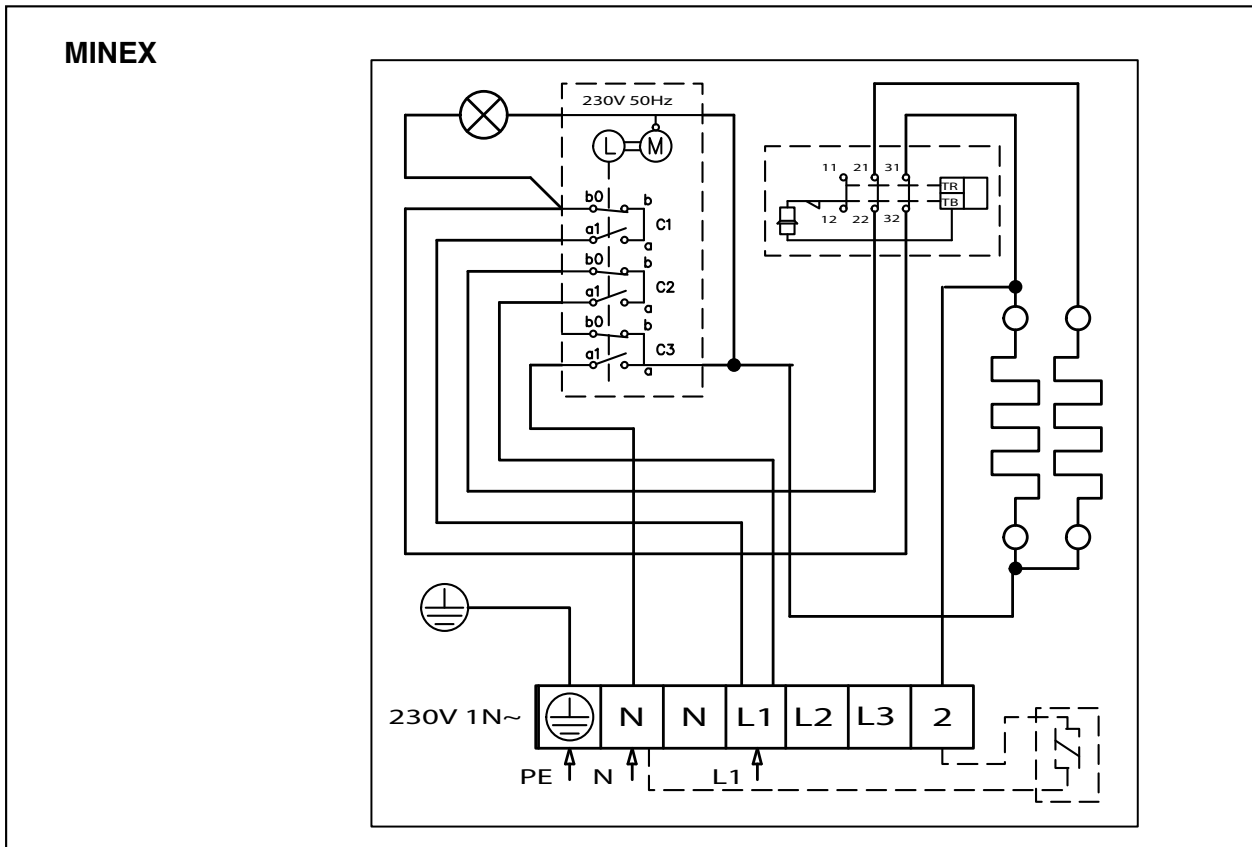 MINEX
230V 50Hz
L M
11 21 31
TR
TB
12 22 32
b0 b
C1
a1 a
b0 b
C2
a1 a
b0 b
C3
a1 a
230V 1N~ N N L1 L2 L3 2
PE N L1